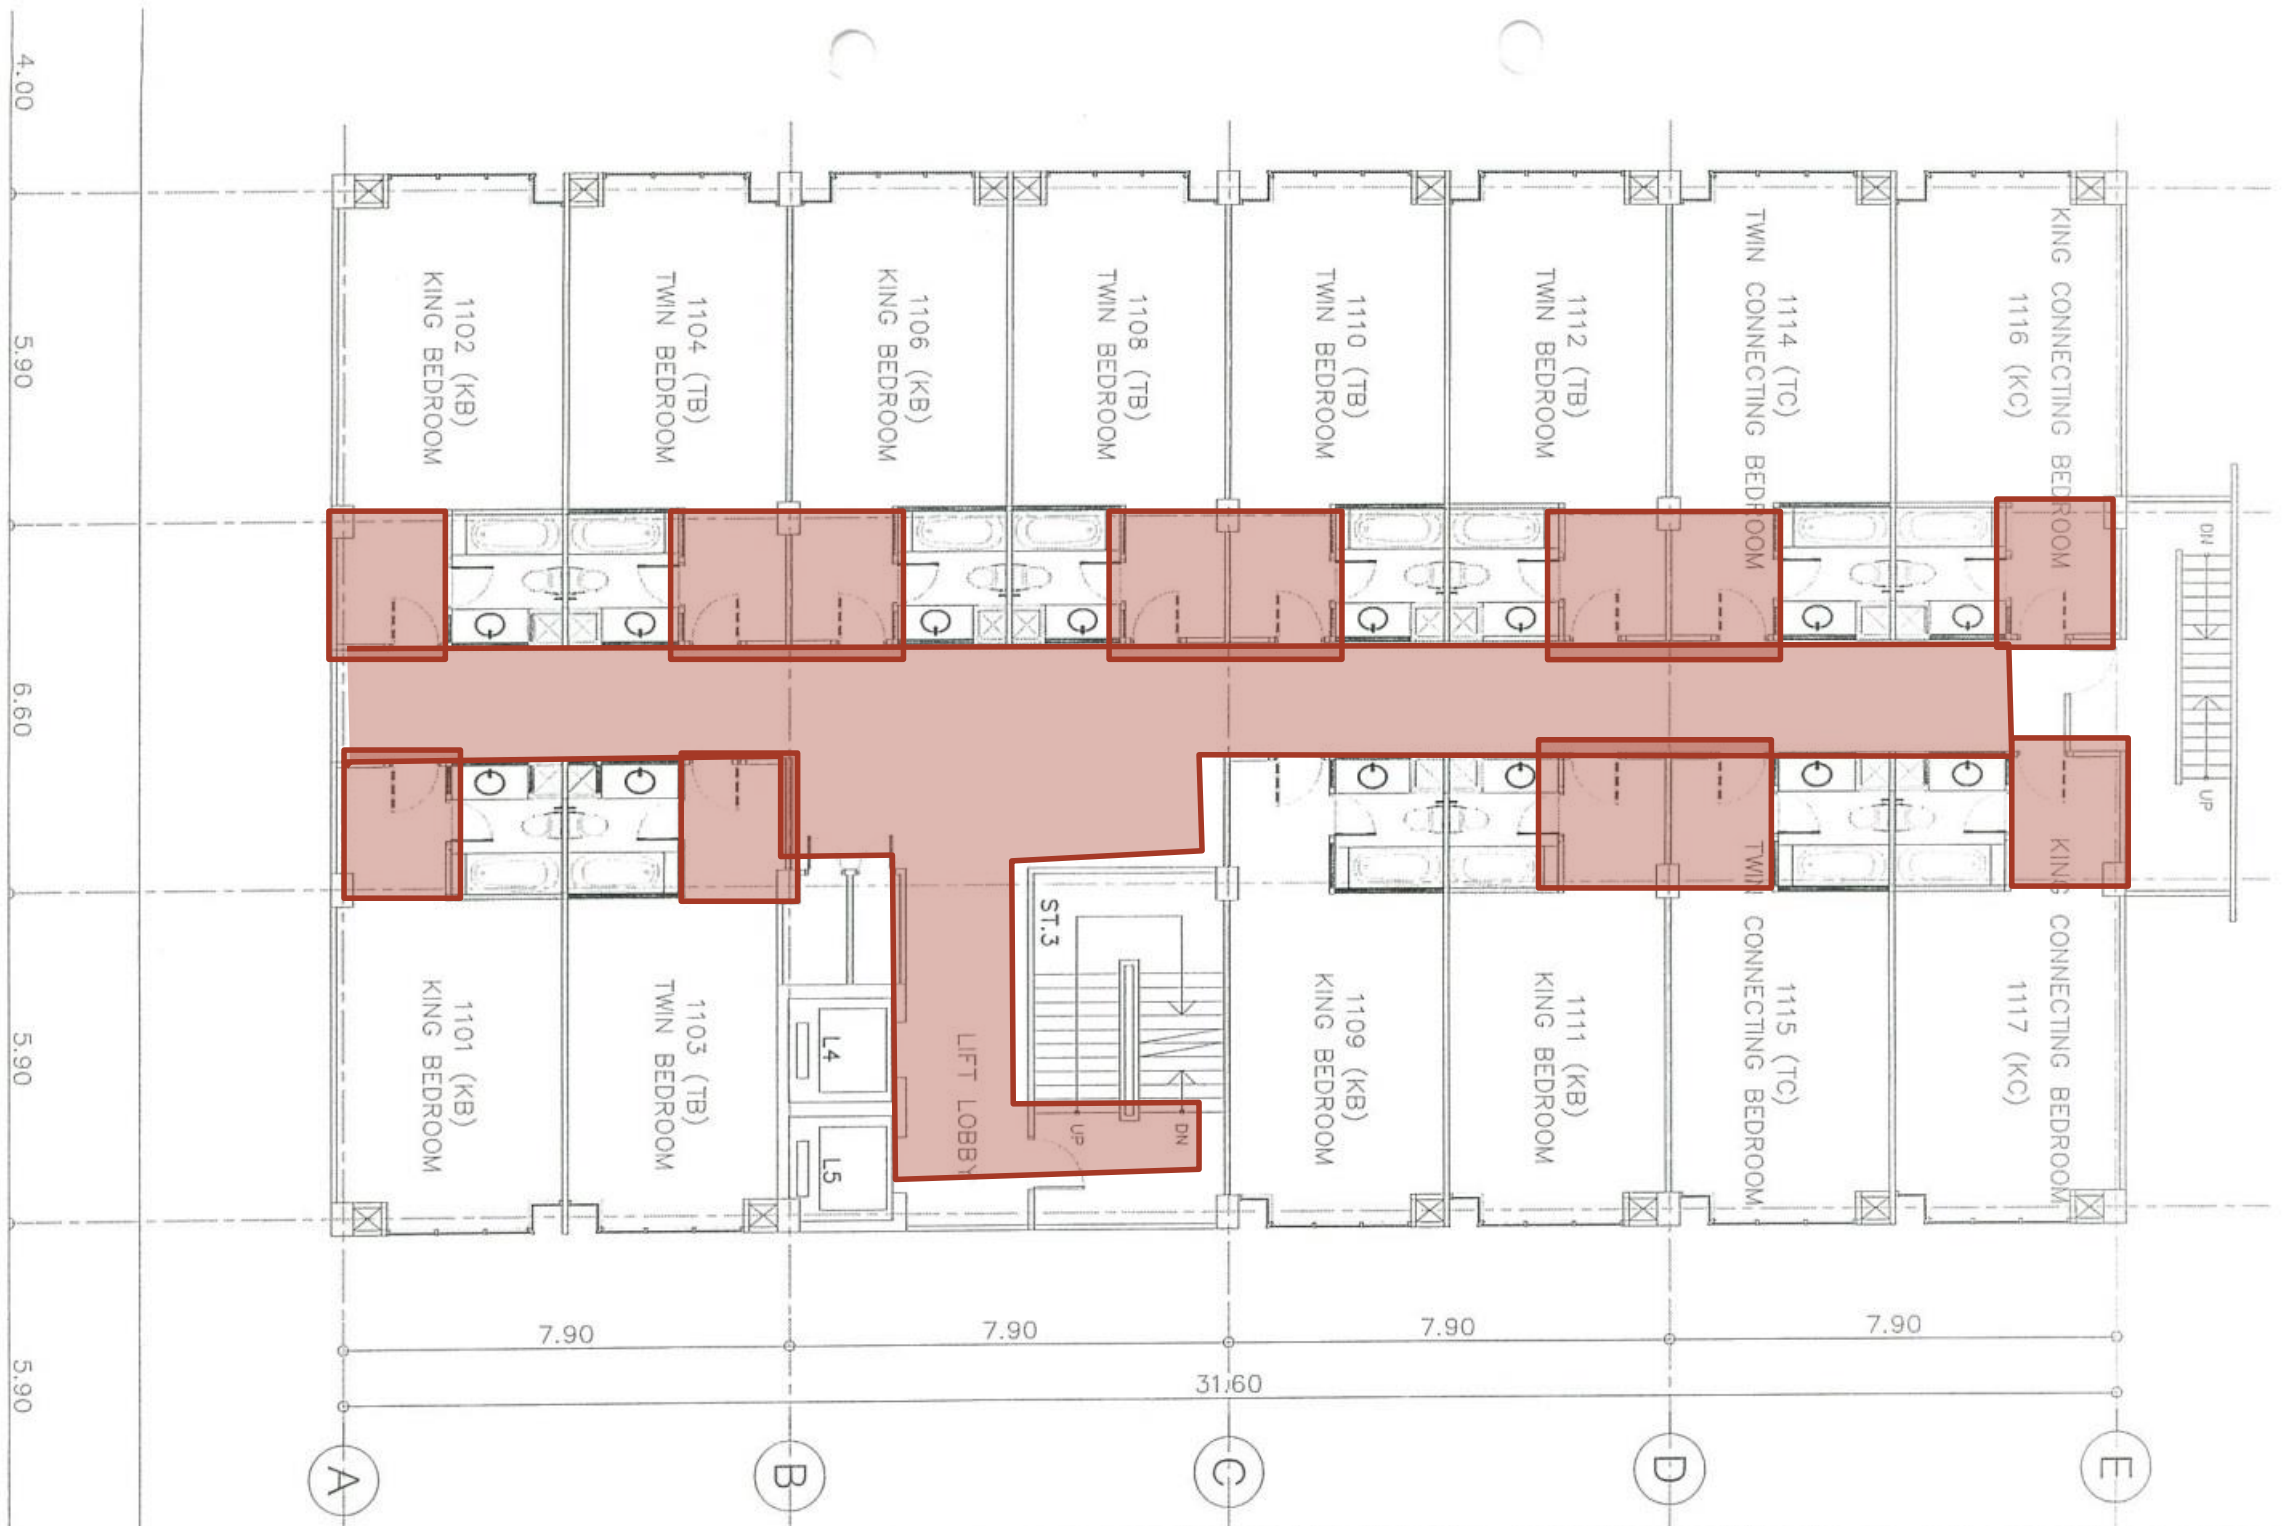 4.00
5.90
6.60
5.90
5.90
1102 (KB)
KING BEDROOM
1104 (TB)
TWIN BEDROOM
1106 (KB)
KING BEDROOM
1108 (TB)
TWIN BEDROOM
1110 (TB)
TWIN BEDROOM
1112 (TB)
TWIN BEDROOM
1114 (TC)
TWIN CONNECTING BEDROOM
KING CONNECTING BEDROOM
1116 (KC)
DN
UP
1101 (KB)
KING BEDROOM
1103 (TB)
TWIN BEDROOM
L4
L5
LIFT LOBBY
ST.3
UP
DN
1109 (KB)
KING BEDROOM
1111 (KB)
KING BEDROOM
1115 (TC)
TWIN CONNECTING BEDROOM
KING CONNECTING BEDROOM
1117 (KC)
7.90
7.90
7.90
7.90
31.60
A
B
C
D
E